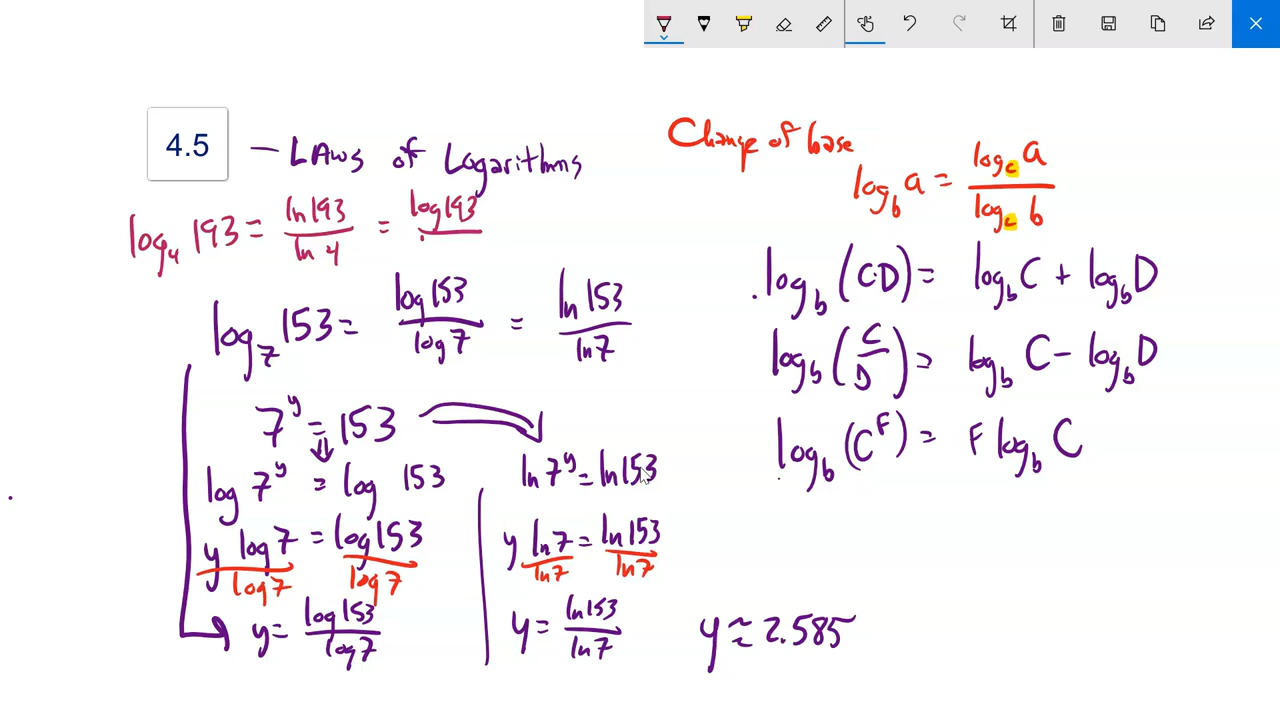 4.5 – LAws of Logarithms
log₄ 193 = ln 193 / ln 4 = log 193 /
log₇ 153 = log 153 / log 7 = ln 153 / ln 7
7^y = 153
log 7^y = log 153
y log 7 / log 7 = log 153 / log 7
y = log 153 / log 7
ln 7^y = ln 153
y ln 7 / ln 7 = ln 153 / ln 7
y = ln 153 / ln 7
y ≈ 2.585
Change of base
log_b a = log_c a / log_c b
log_b (C·D) = log_b C + log_b D
log_b (C / D) = log_b C – log_b D
log_b (C^F) = F log_b C